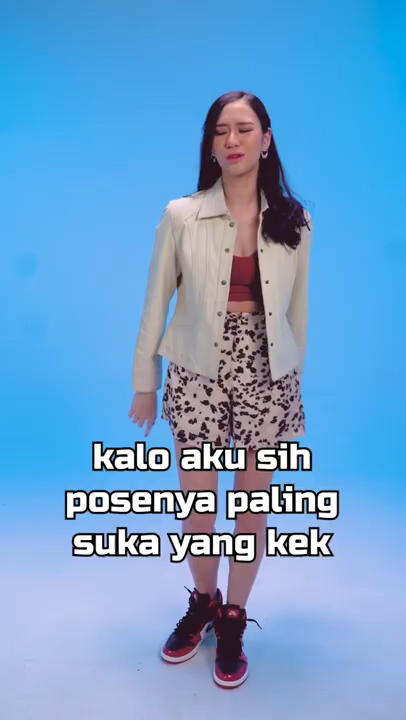 kalo aku sih
posenya paling
suka yang kek